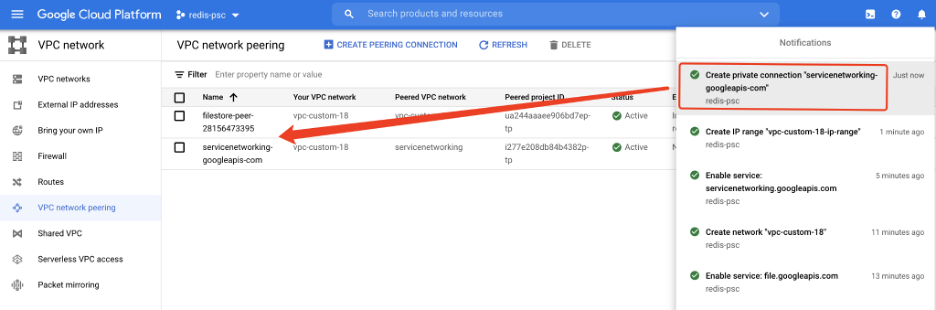 Google Cloud Platform
redis-psc
Search products and resources
VPC network
VPC networks
External IP addresses
Bring your own IP
Firewall
Routes
VPC network peering
Shared VPC
Serverless VPC access
Packet mirroring
VPC network peering
CREATE PEERING CONNECTION
REFRESH
DELETE
Filter Enter property name or value
Name Your VPC network Peered VPC network Peered project ID Status
filestore-peer-
28156473395
vpc-custom-18
ua244aaaee906bd7ep-
tp
Active
servicenetworking-
googleapis-com
vpc-custom-18
servicenetworking
i277e208db84b4382p-
tp
Active
Notifications
Create private connection "servicenetworking-
googleapis-com"
redis-psc
Just now
Create IP range "vpc-custom-18-ip-range"
redis-psc
1 minute ago
Enable service:
servicenetworking.googleapis.com
redis-psc
5 minutes ago
Create network "vpc-custom-18"
redis-psc
11 minutes ago
Enable service: file.googleapis.com
redis-psc
13 minutes ago